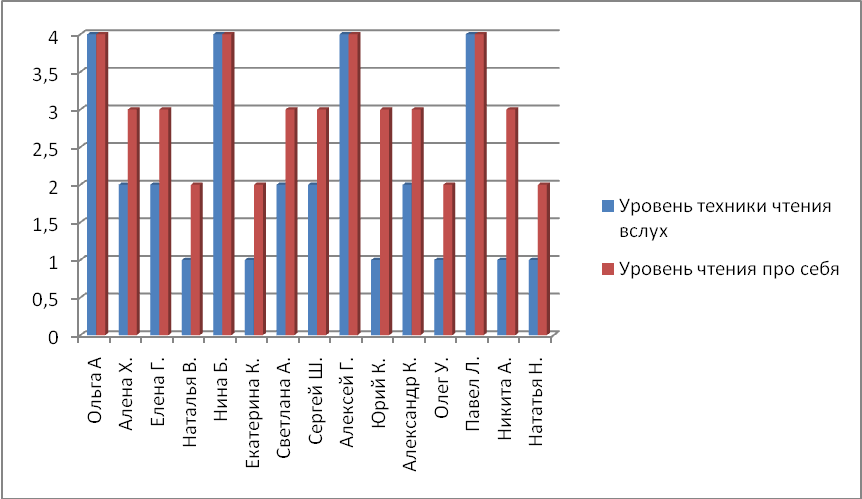 4
3,5
3
2,5
2
1,5
1
0,5
0
Ольга А
Алена Х.
Елена Г.
Наталья В.
Нина Б.
Екатерина К.
Светлана А.
Сергей Ш.
Алексей Г.
Юрий К.
Александр К.
Олег У.
Павел Л.
Никита А.
Нататья Н.
Уровень техники чтения
вслух
Уровень чтения про себя